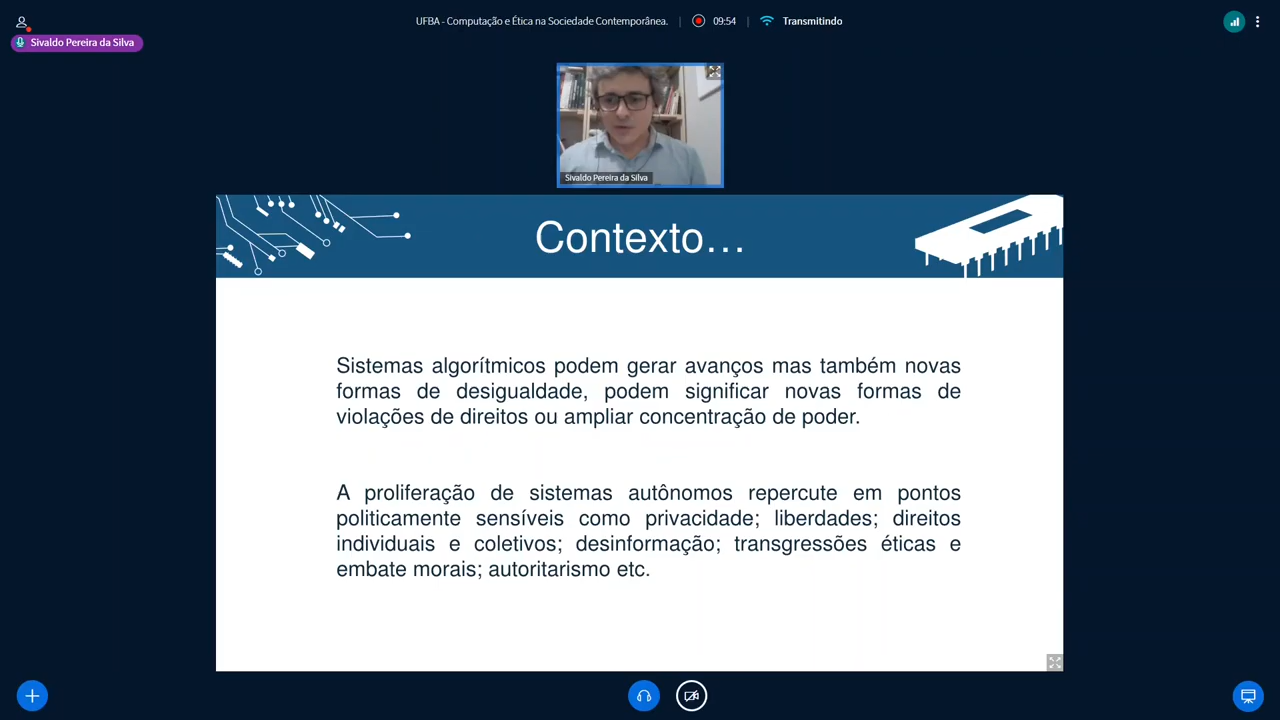 UFBA - Computação e Ética na Sociedade Contemporânea.
09:54
Transmitindo
Sivaldo Pereira da Silva
Sivaldo Pereira da Silva
Contexto...
Sistemas algorítmicos podem gerar avanços mas também novas
formas de desigualdade, podem significar novas formas de
violações de direitos ou ampliar concentração de poder.
A proliferação de sistemas autônomos repercute em pontos
politicamente sensíveis como privacidade; liberdades; direitos
individuais e coletivos; desinformação; transgressões éticas e
embate morais; autoritarismo etc.